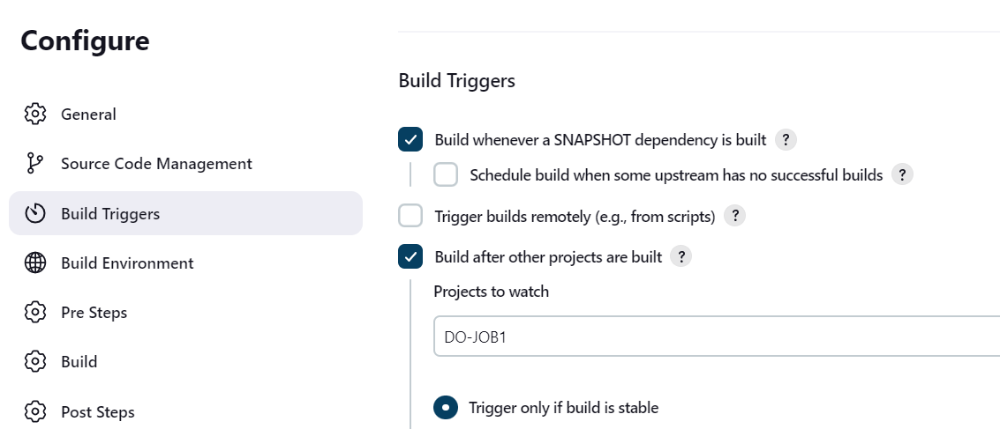 Configure
General
Source Code Management
Build Triggers
Build Environment
Pre Steps
Build
Post Steps
Build Triggers
Build whenever a SNAPSHOT dependency is built ?
Schedule build when some upstream has no successful builds ?
Trigger builds remotely (e.g., from scripts) ?
Build after other projects are built ?
Projects to watch
DO-JOB1
Trigger only if build is stable